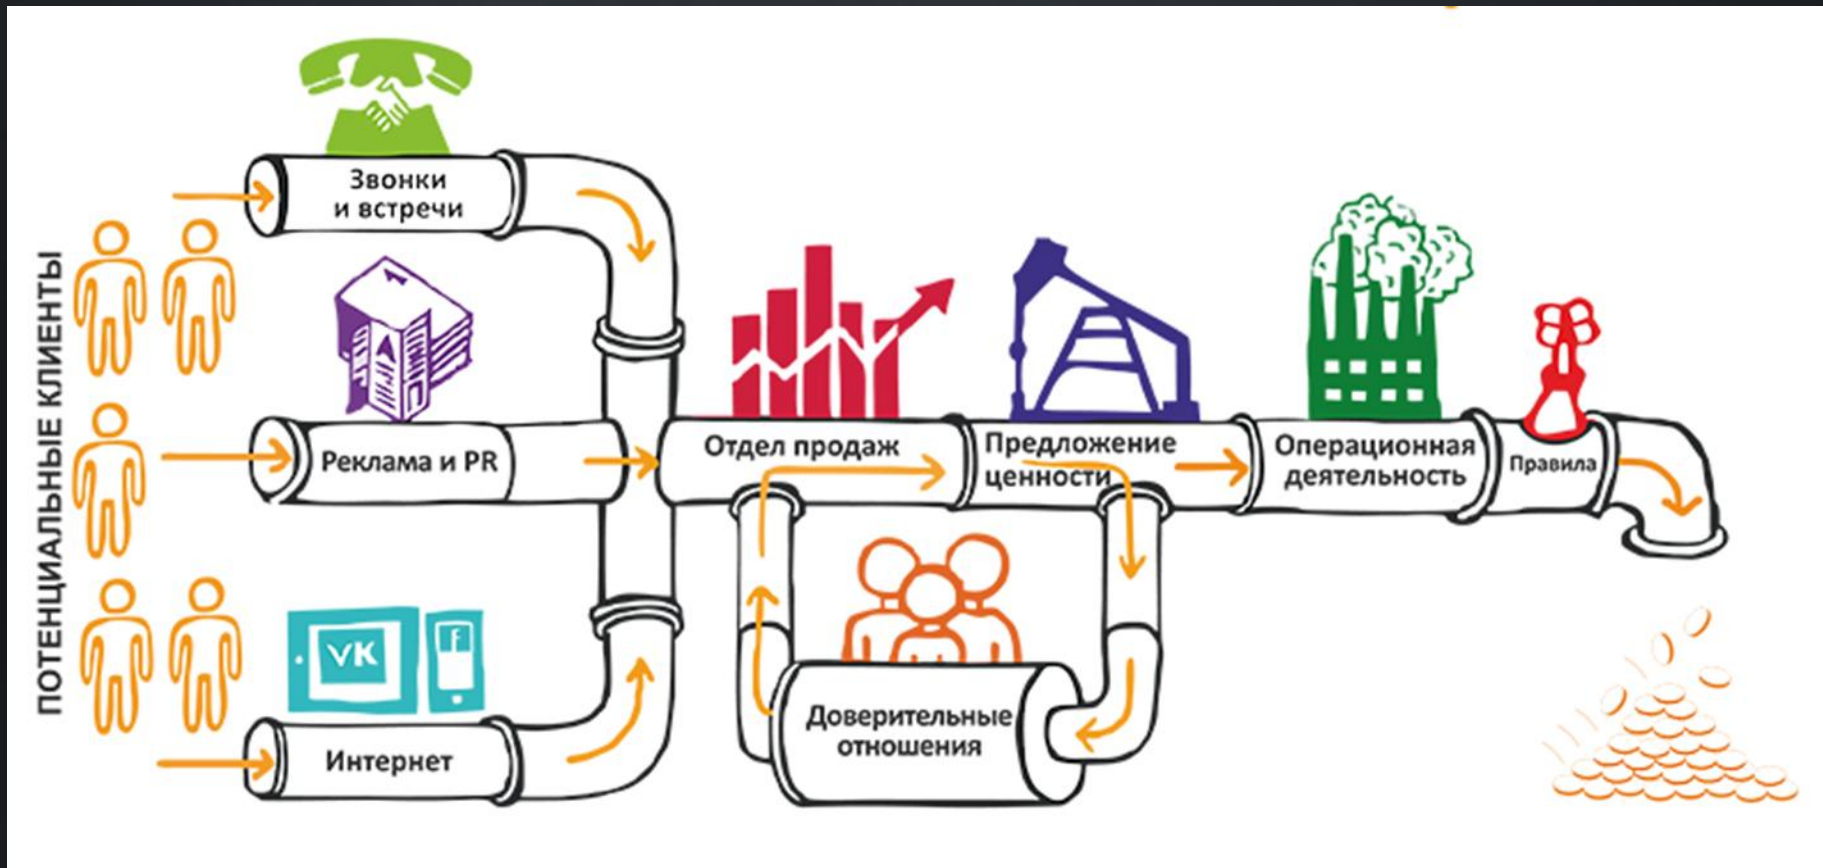 ПОТЕНЦИАЛЬНЫЕ КЛИЕНТЫ
Звонки
и встречи
Реклама и PR
VK
f
Интернет
Отдел продаж
Предложение
ценности
Операционная
деятельность
Правила
Доверительные
отношения